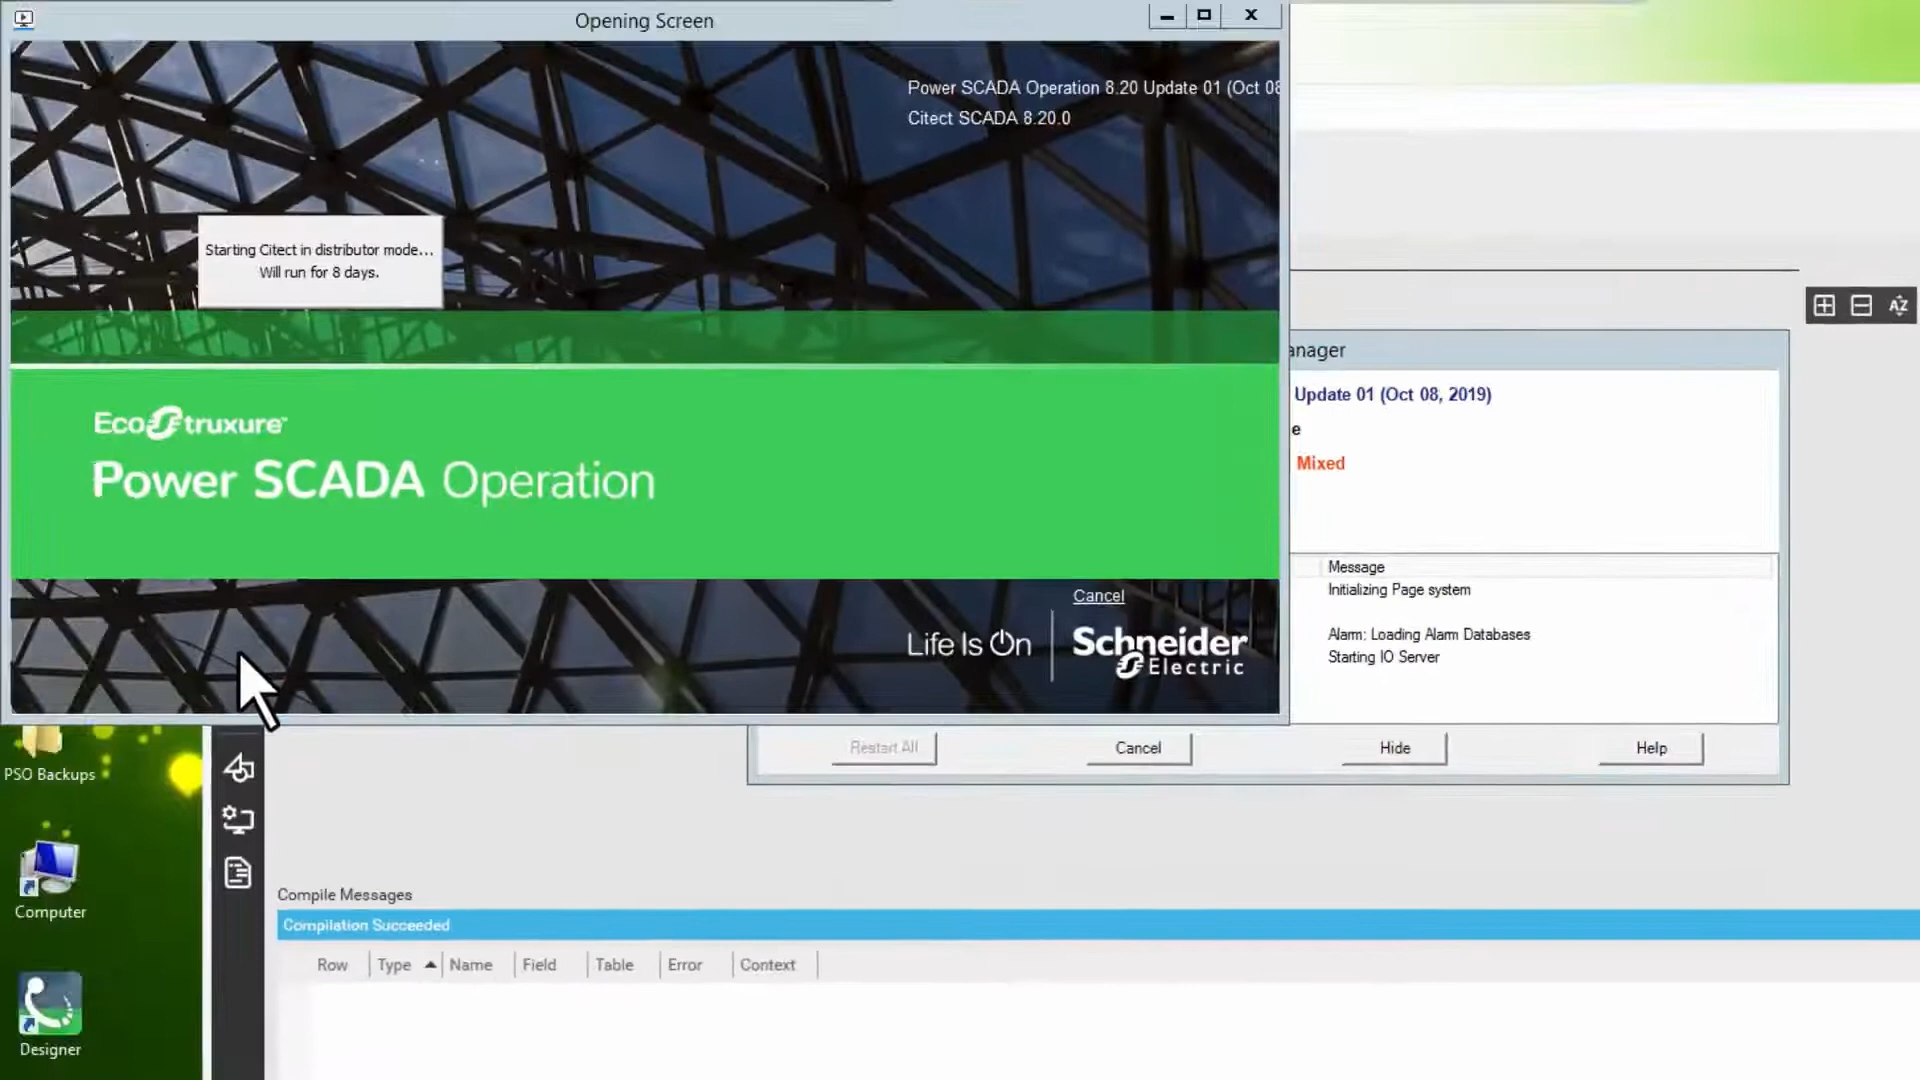 Opening Screen
Power SCADA Operation 8.20 Update 01 (Oct 08
Citect SCADA 8.20.0
Starting Citect in distributor mode...
Will run for 8 days.
EcoStruxure™
Power SCADA Operation
Cancel
Life Is On
Schneider
Electric
anager
Update 01 (Oct 08, 2019)
e
Mixed
Message
Initializing Page system
Alarm: Loading Alarm Databases
Starting IO Server
Restart All
Cancel
Hide
Help
AZ
PSO Backups
Computer
Designer
Compile Messages
Compilation Succeeded
Row Type Name Field Table Error Context